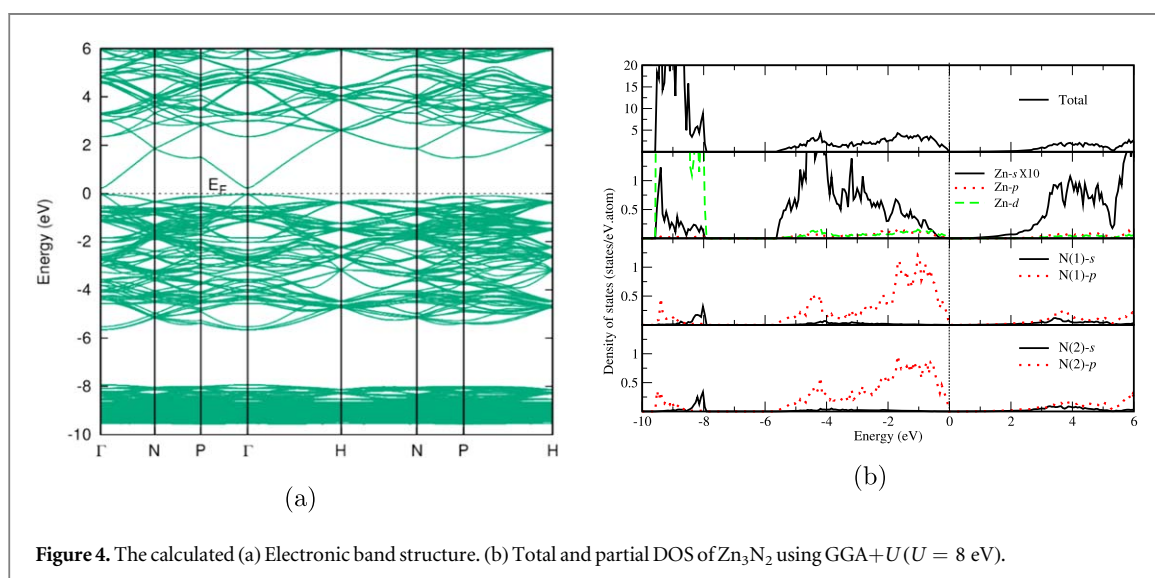 6
4
2
0
-2
-4
-6
-8
-10
Energy (eV)
E_F
Γ N P Γ H N P H
(a)
20
15
10
5
Total
1
0.5
Zn-s X10
Zn-p
Zn-d
1
0.5
N(1)-s
N(1)-p
1
0.5
N(2)-s
N(2)-p
Density of states (states/eV.atom)
-10 -8 -6 -4 -2 0 2 4 6
Energy (eV)
(b)
Figure 4. The calculated (a) Electronic band structure. (b) Total and partial DOS of Zn₃N₂ using GGA+U(U = 8 eV).